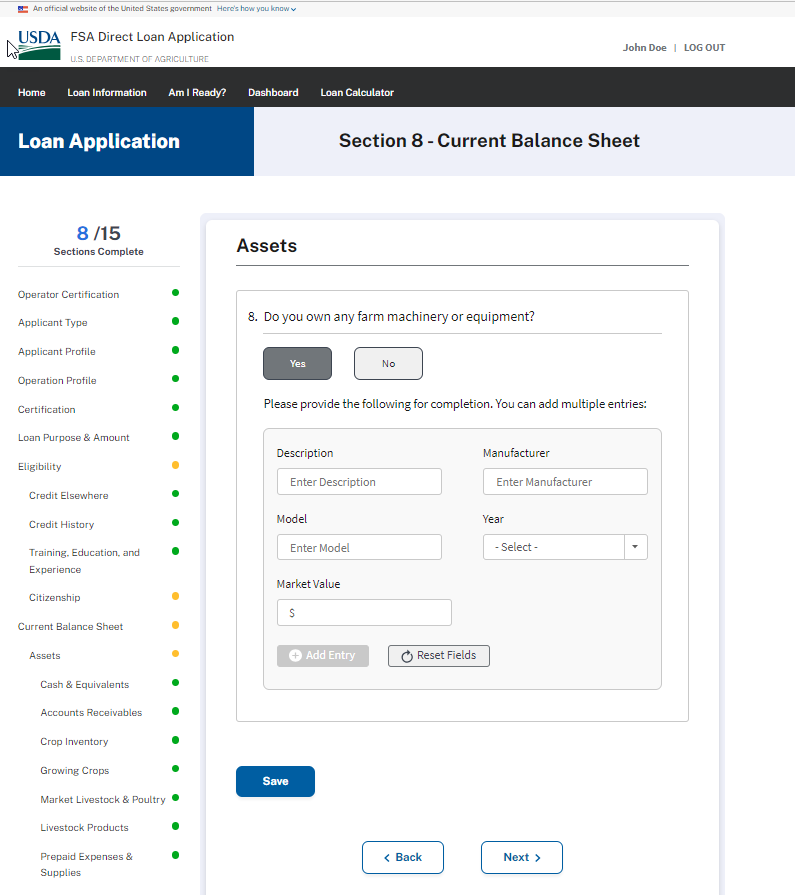 An official website of the United States government Here's how you know
USDA
FSA Direct Loan Application
U.S. DEPARTMENT OF AGRICULTURE
John Doe | LOG OUT
Home Loan Information Am I Ready? Dashboard Loan Calculator
Loan Application
Section 8 - Current Balance Sheet
8 /15
Sections Complete
Operator Certification
Applicant Type
Applicant Profile
Operation Profile
Certification
Loan Purpose & Amount
Eligibility
Credit Elsewhere
Credit History
Training, Education, and
Experience
Citizenship
Current Balance Sheet
Assets
Cash & Equivalents
Accounts Receivables
Crop Inventory
Growing Crops
Market Livestock & Poultry
Livestock Products
Prepaid Expenses &
Supplies
Assets
8. Do you own any farm machinery or equipment?
Yes No
Please provide the following for completion. You can add multiple entries:
Description Manufacturer
Enter Description Enter Manufacturer
Model Year
Enter Model - Select -
Market Value
$
Add Entry Reset Fields
Save
Back Next